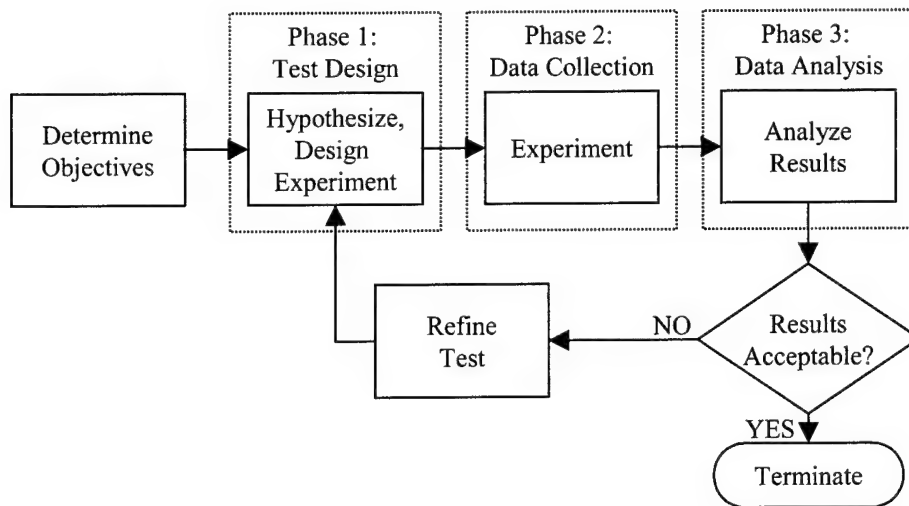 Phase 1:
Test Design
Phase 2:
Data Collection
Phase 3:
Data Analysis
Determine
Objectives
Hypothesize,
Design
Experiment
Experiment
Analyze
Results
Refine
Test
NO
Results
Acceptable?
YES
Terminate